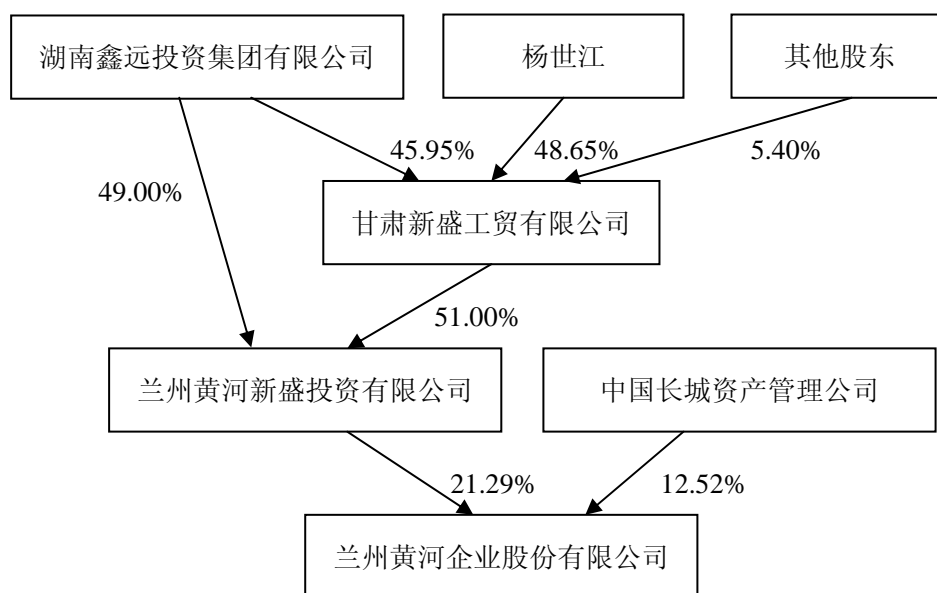 湖南鑫远投资集团有限公司
杨世江
其他股东
45.95%
48.65%
5.40%
49.00%
甘肃新盛工贸有限公司
51.00%
兰州黄河新盛投资有限公司
中国长城资产管理公司
21.29%
12.52%
兰州黄河企业股份有限公司